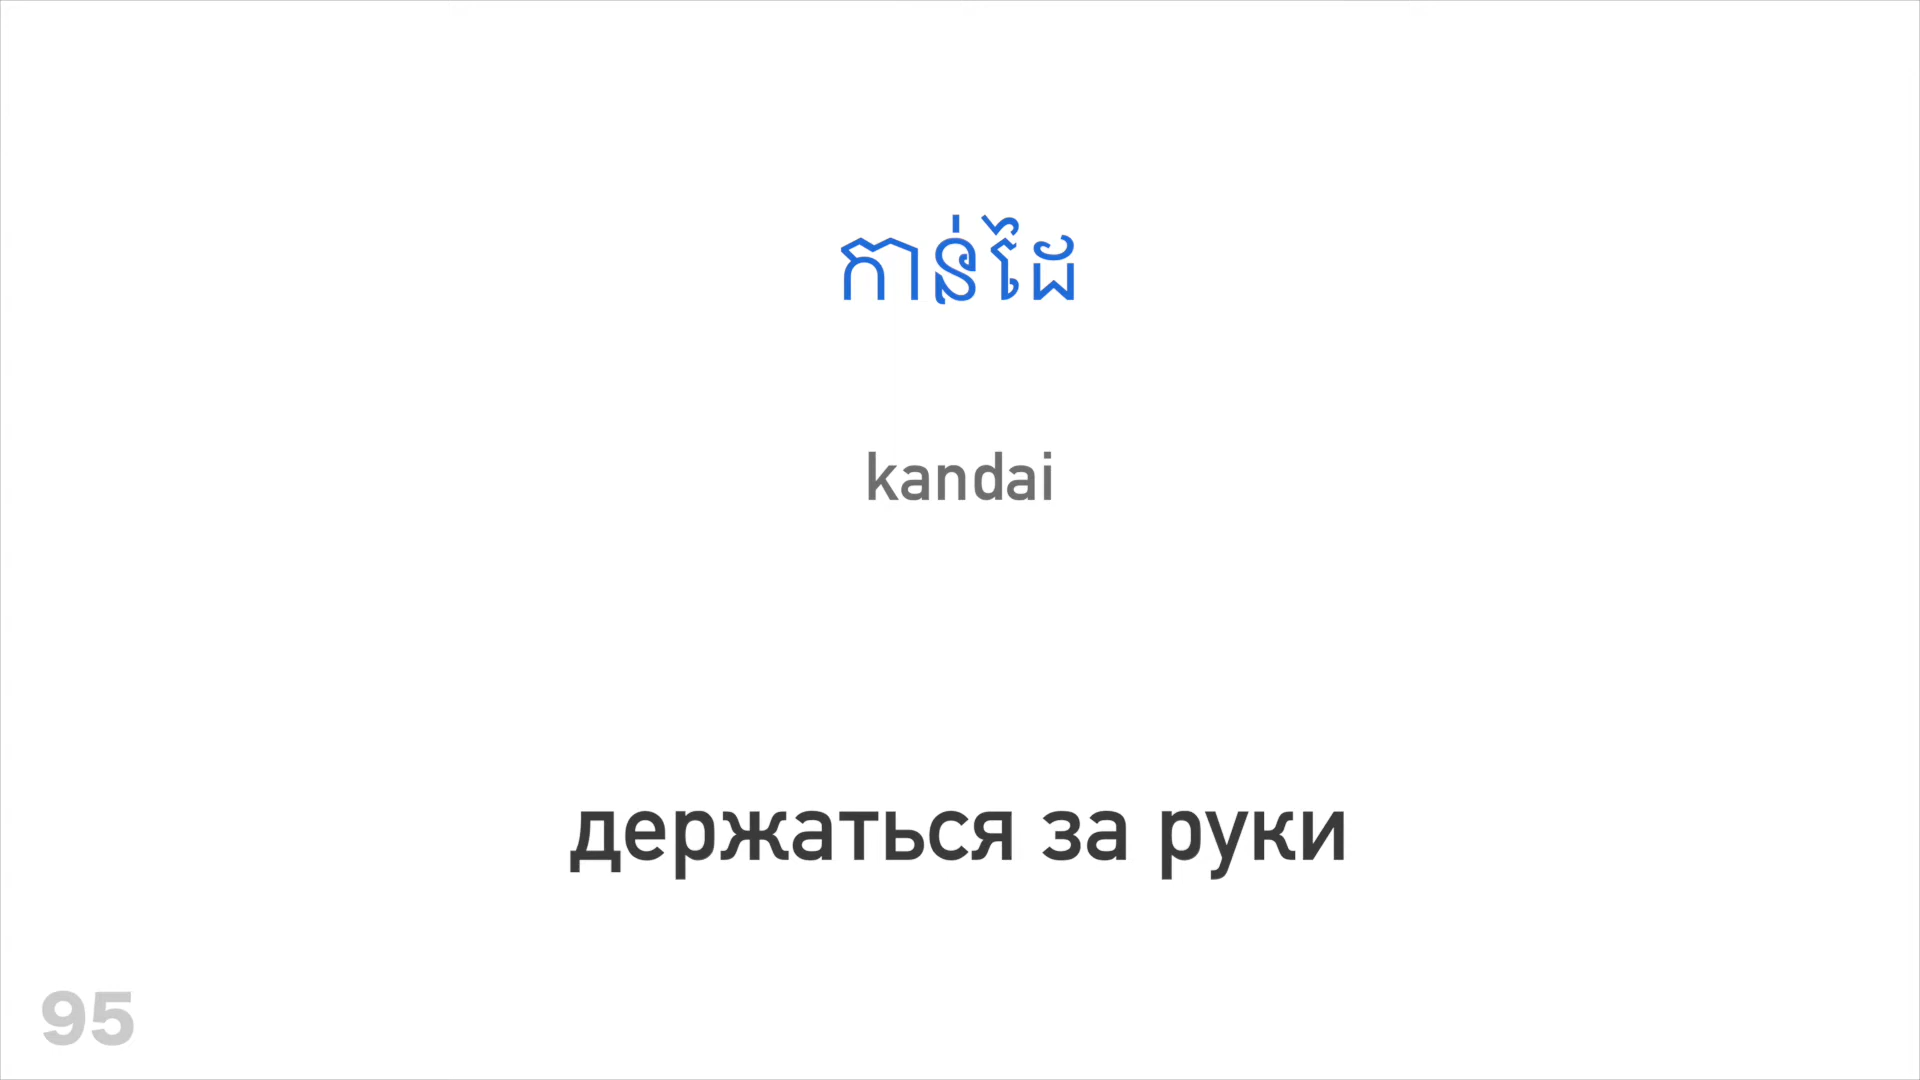 កាន់ដៃ
kandai
держаться за руки
95